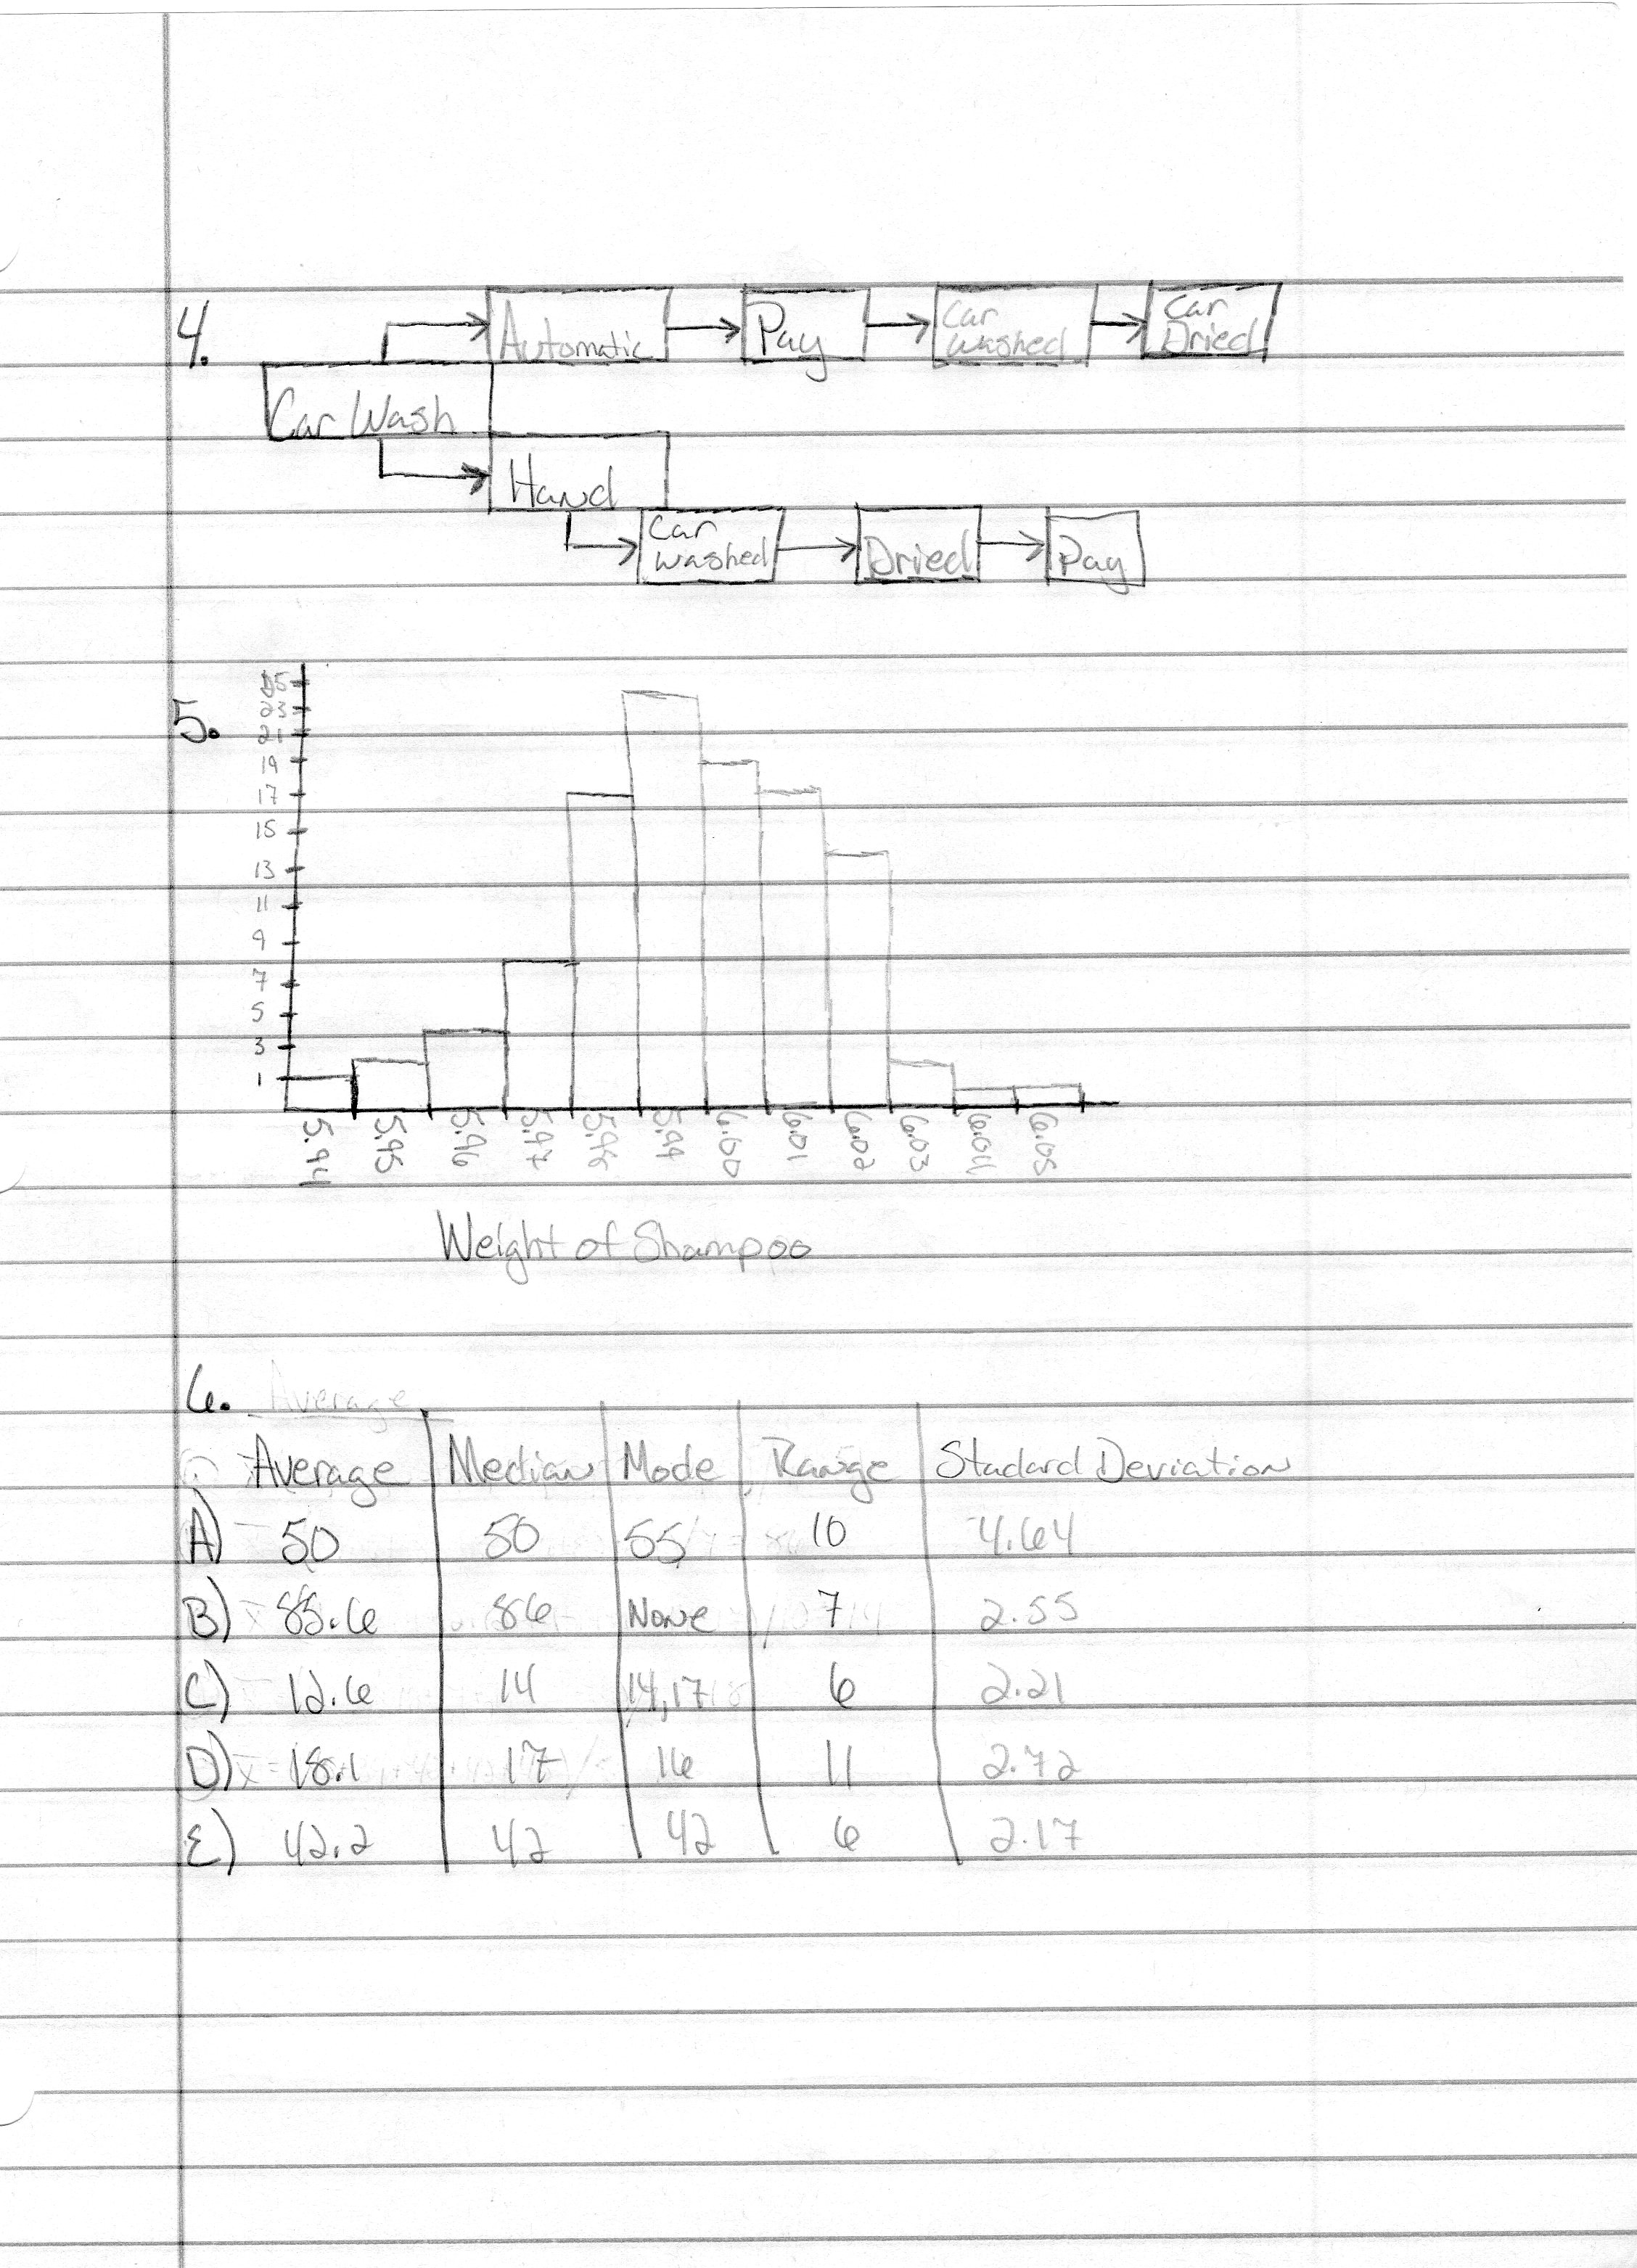 4.
Automatic Pay Car washed Car Dried
Car Wash
Hand
Car washed Dried Pay
5.
25
23
21
19
17
15
13
11
9
7
5
3
1
5.94 5.95 5.96 5.97 5.98 5.99 6.00 6.01 6.02 6.03 6.04 6.05
Weight of Shampoo
6. Average
Average Median Mode Range Stadard Deviation
A) 50 50 55 10 4.64
B) 85.6 86 None 7 2.55
C) 12.6 14 14,17 6 2.21
D) 18.1 17 16 11 2.72
E) 42.2 42 42 6 2.17